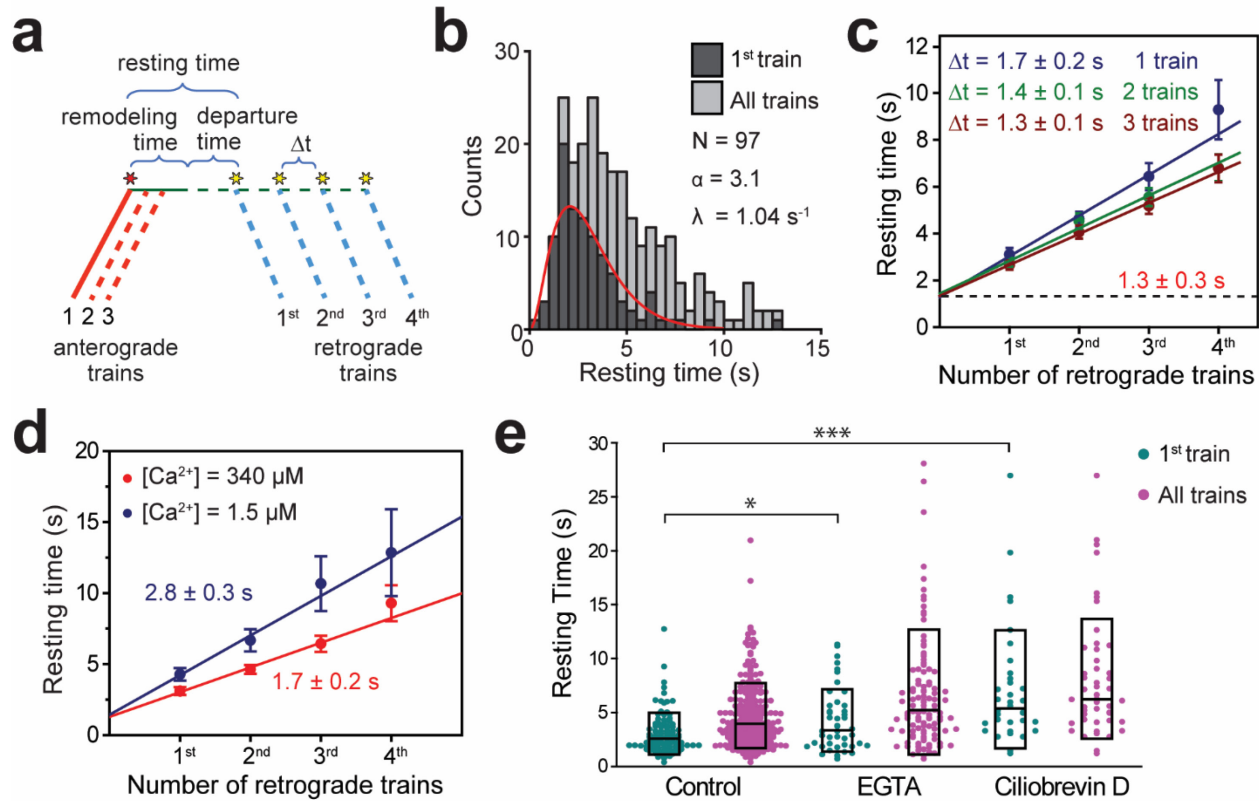 a
resting time
remodeling time
departure time
Δt
1 2 3
anterograde trains
1st 2nd 3rd 4th
retrograde trains
b
30
20
10
0
Counts
1st train
All trains
N = 97
α = 3.1
λ = 1.04 s-1
0 5 10 15
Resting time (s)
c
12
10
8
6
4
2
0
Resting time (s)
Δt = 1.7 ± 0.2 s 1 train
Δt = 1.4 ± 0.1 s 2 trains
Δt = 1.3 ± 0.1 s 3 trains
1.3 ± 0.3 s
1st 2nd 3rd 4th
Number of retrograde trains
d
20
15
10
5
0
Resting time (s)
[Ca2+] = 340 μM
[Ca2+] = 1.5 μM
2.8 ± 0.3 s
1.7 ± 0.2 s
1st 2nd 3rd 4th
Number of retrograde trains
e
30
25
20
15
10
5
0
Resting Time (s)
***
*
1st train
All trains
Control EGTA Ciliobrevin D